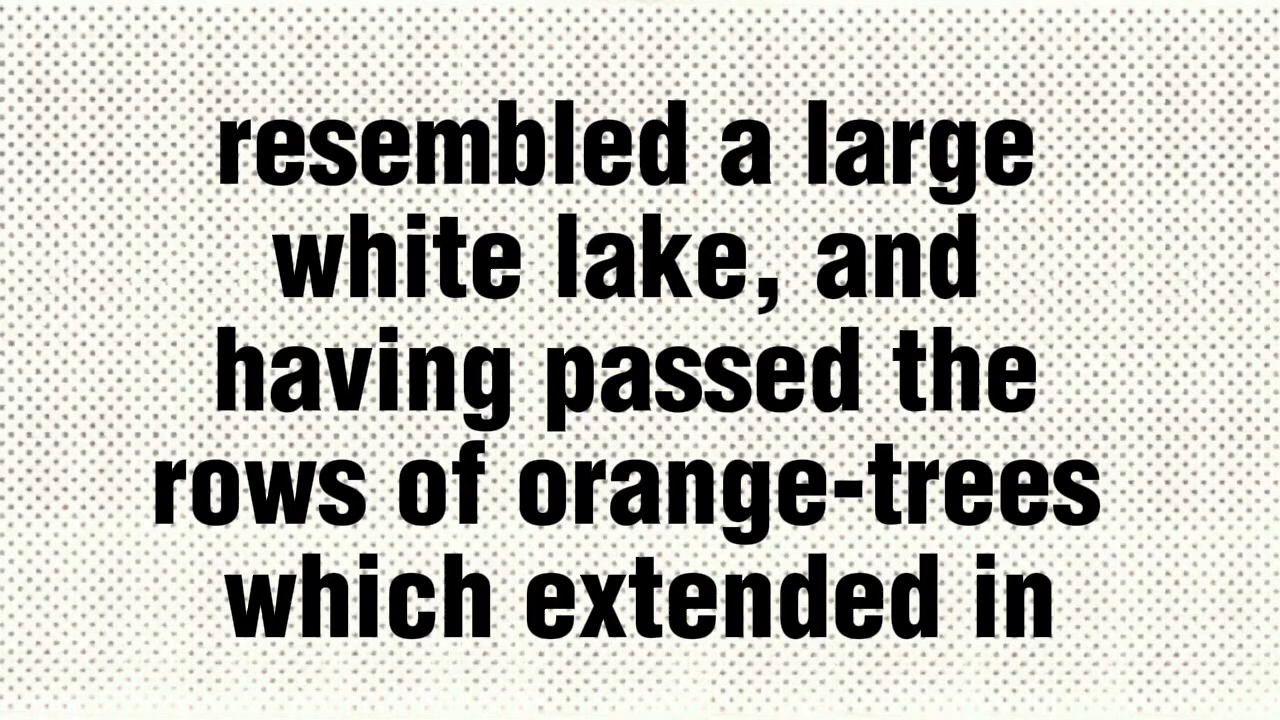 resembled a large
white lake, and
having passed the
rows of orange-trees
which extended in